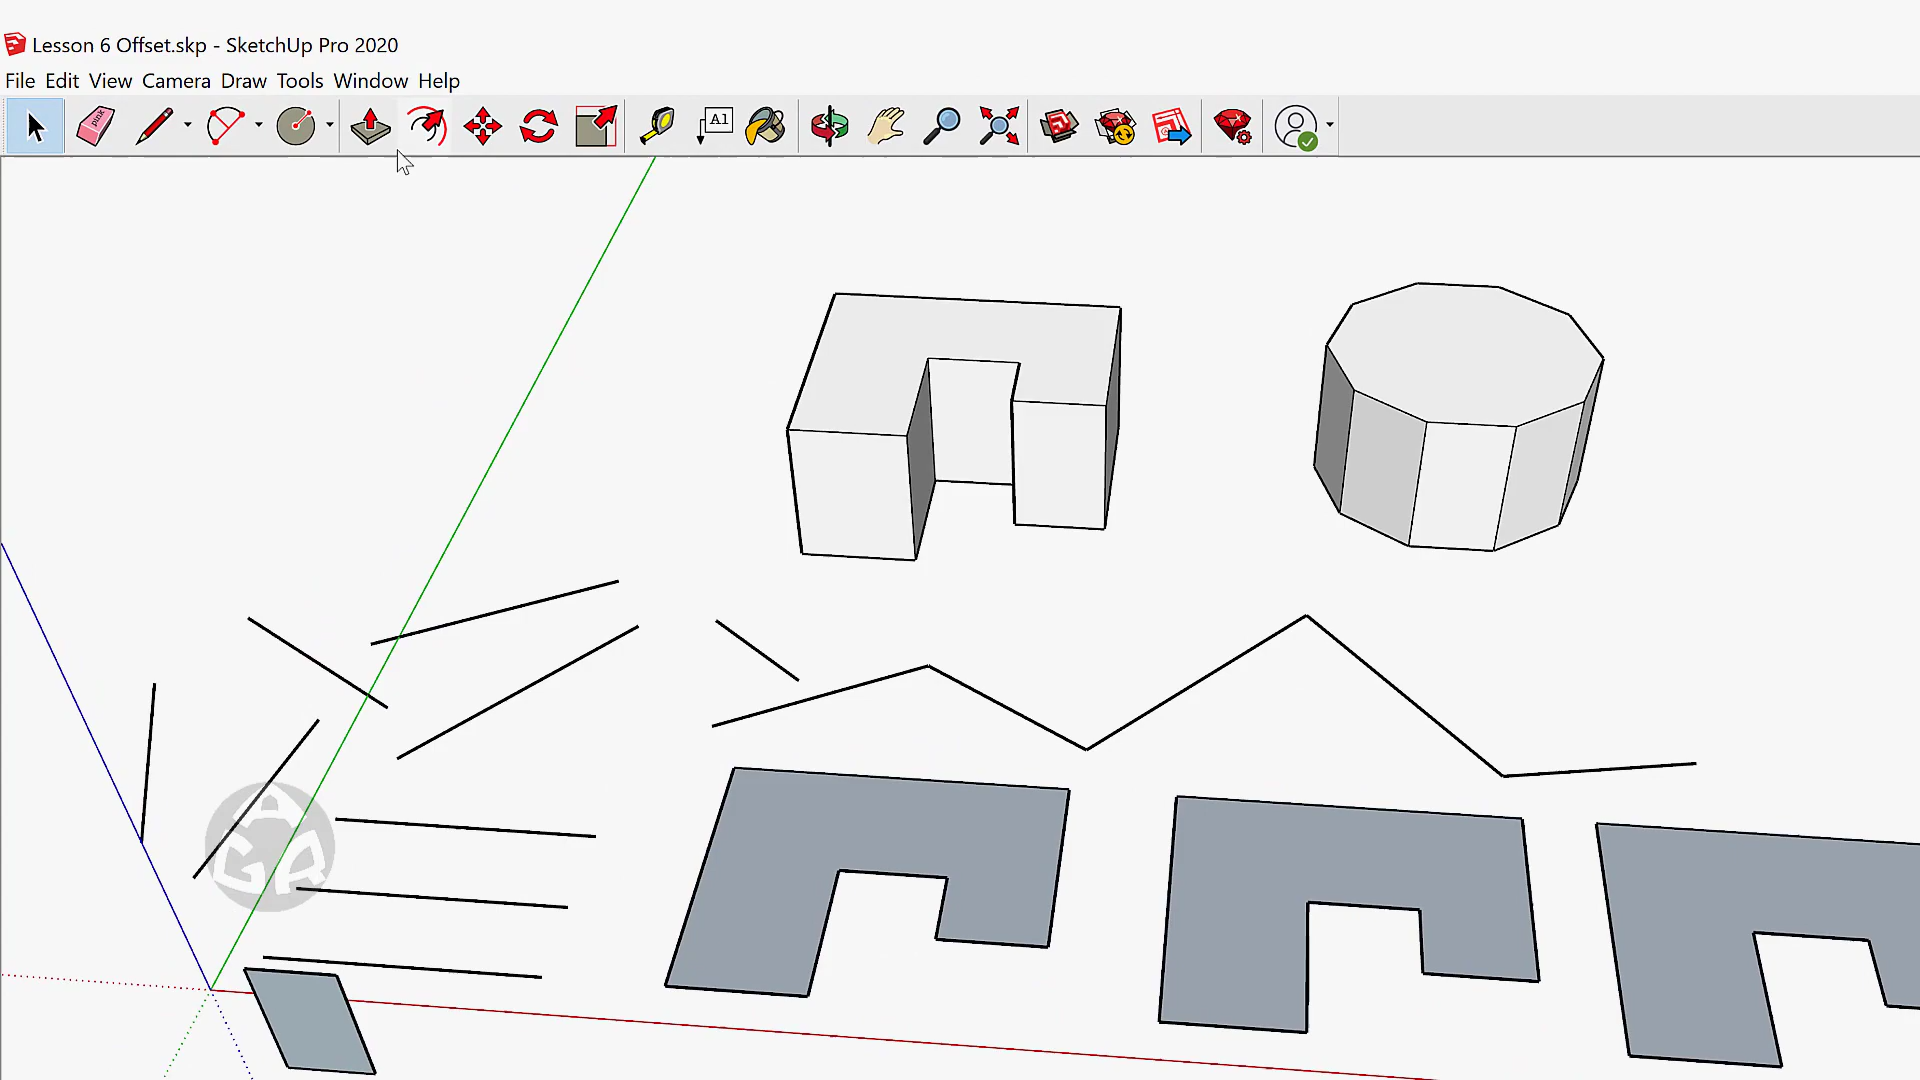 Lesson 6 Offset.skp - SketchUp Pro 2020
File Edit View Camera Draw Tools Window Help
A1